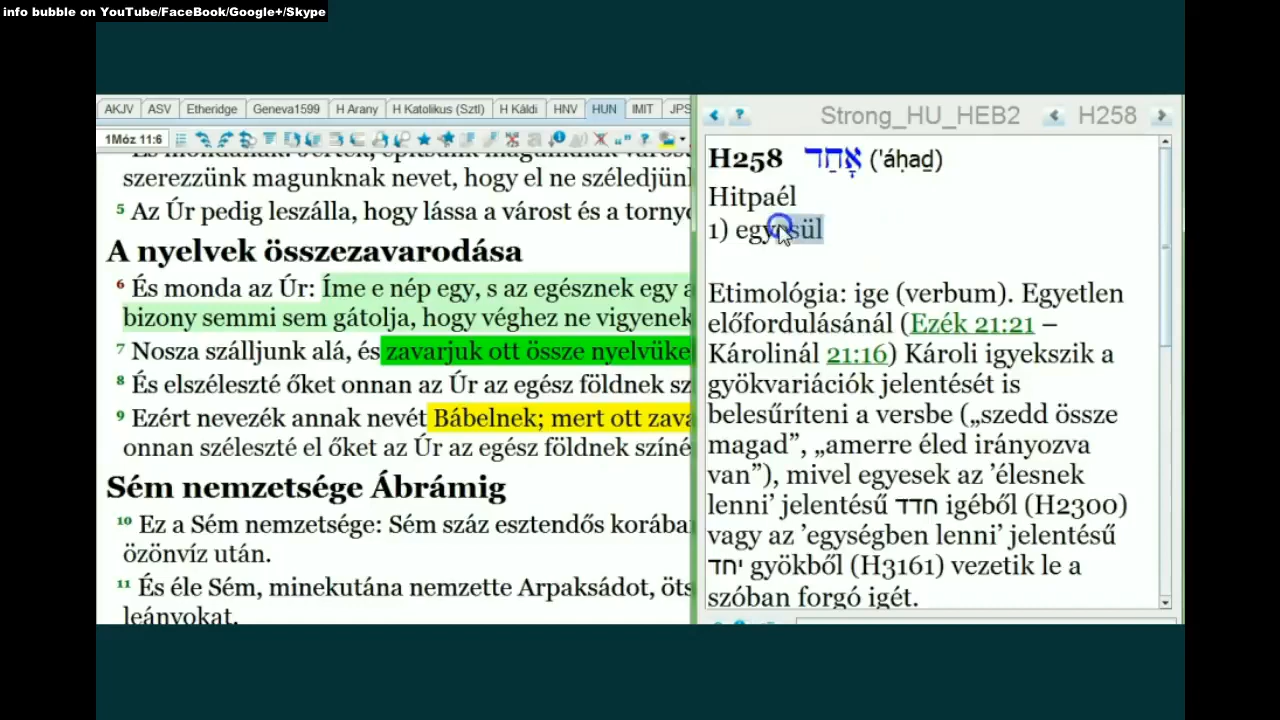 info bubble on YouTube/FaceBook/Google+/Skype
AKJV ASV Etheridge Geneva1599 H Arany H Katolikus (SztI) H Káldi HNV HUN IMIT JPS
1Móz 11:6
szerezzünk magunknak nevet, hogy el ne széledjün
5 Az Úr pedig leszálla, hogy lássa a várost és a tornyo
A nyelvek összezavarodása
6 És monda az Úr: Íme e nép egy, s az egésznek egy a
bizony semmi sem gátolja, hogy véghez ne vigyenek
7 Nosza szálljunk alá, és zavarjuk ott össze nyelvüke
8 És elszéleszté őket onnan az Úr az egész földnek sz
9 Ezért nevezék annak nevét Bábelnek; mert ott zava
onnan széleszté el őket az Úr az egész földnek színé
Sém nemzetsége Ábrámig
10 Ez a Sém nemzetsége: Sém száz esztendős korába
özönvíz után.
11 És éle Sém, minekutána nemzette Arpaksádot, öts
leányokat.
Strong_HU_HEB2 H258
H258 אָחַד ('áḥaḏ)
Hitpaél
1) egyesül
Etimológia: ige (verbum). Egyetlen
előfordulásánál (Ezék 21:21 –
Károlinál 21:16) Károli igyekszik a
gyökvariációk jelentését is
belesűríteni a versbe („szedd össze
magad”, „amerre éled irányozva
van”), mivel egyesek az ’élesnek
lenni’ jelentésű חדד igéből (H2300)
vagy az ’egységben lenni’ jelentésű
יחד gyökből (H3161) vezetik le a
szóban forgó igét.